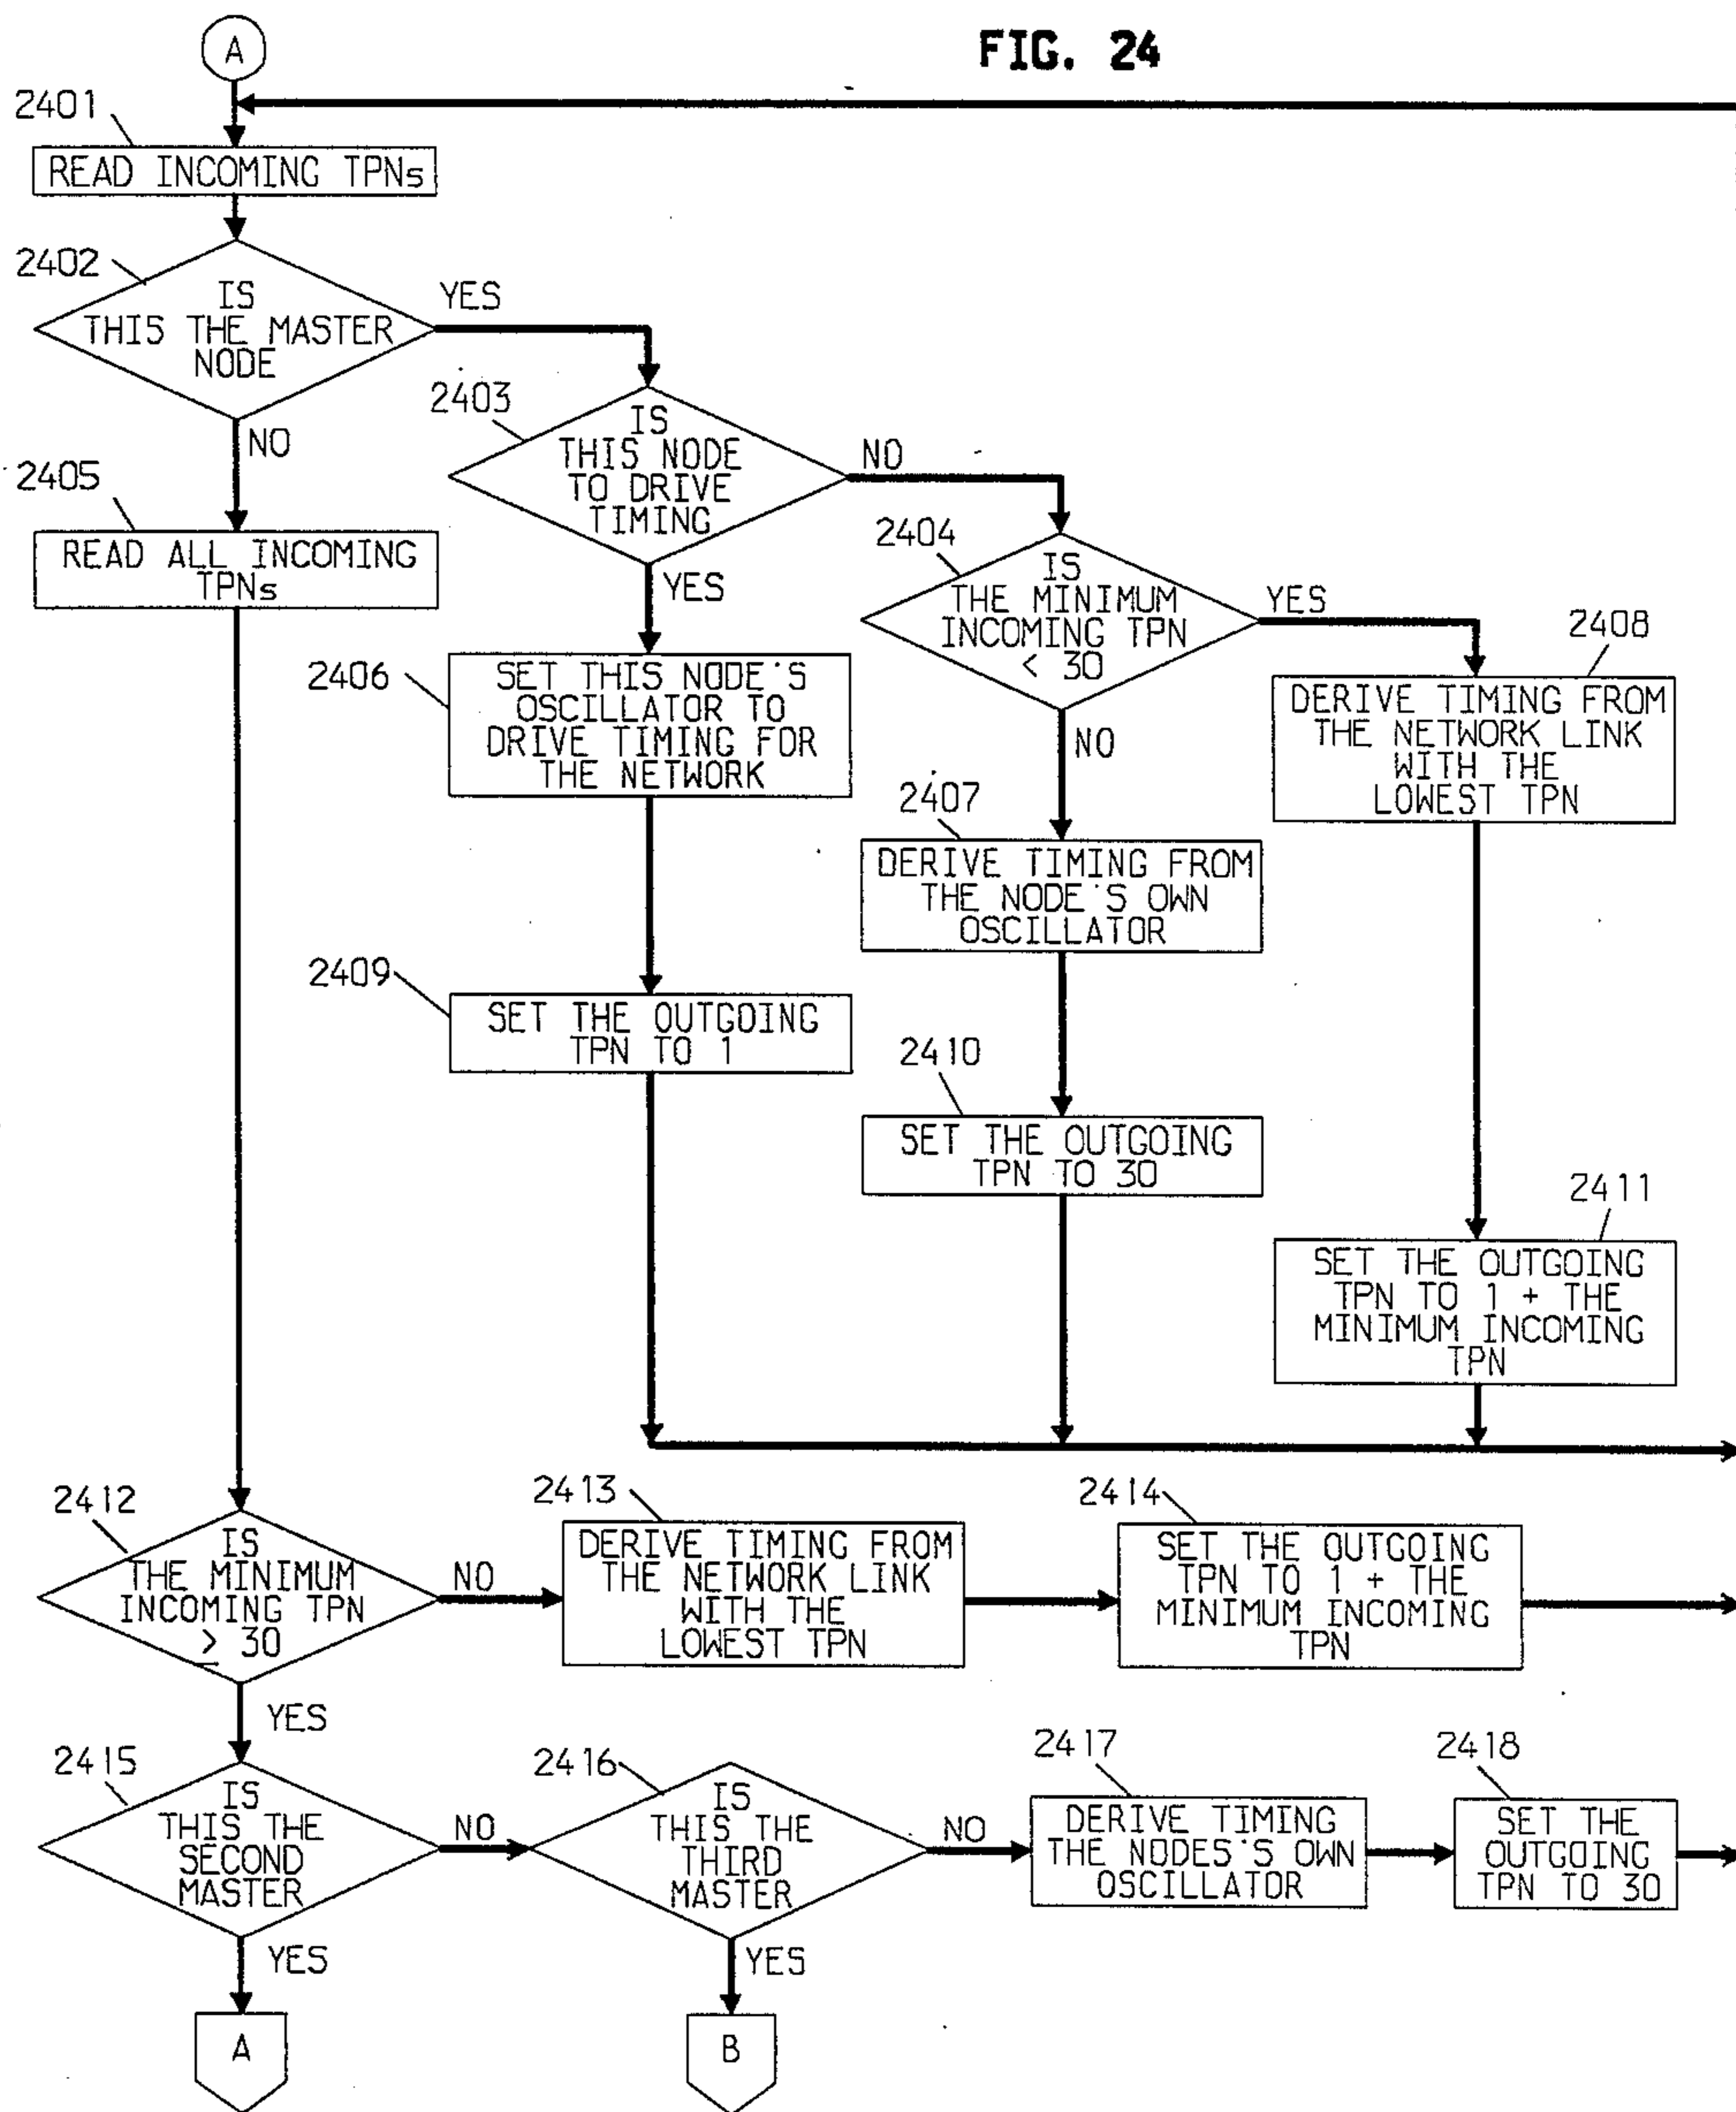 FIG. 24
A
2401
READ INCOMING TPNs
2402
IS
THIS THE MASTER
NODE
YES
NO
2403
IS
THIS NODE
TO DRIVE
TIMING
NO
YES
2404
IS
THE MINIMUM
INCOMING TPN
< 30
YES
NO
2405
READ ALL INCOMING
TPNs
2406
SET THIS NODE'S
OSCILLATOR TO
DRIVE TIMING FOR
THE NETWORK
2407
DERIVE TIMING FROM
THE NODE'S OWN
OSCILLATOR
2408
DERIVE TIMING FROM
THE NETWORK LINK
WITH THE
LOWEST TPN
2409
SET THE OUTGOING
TPN TO 1
2410
SET THE OUTGOING
TPN TO 30
2411
SET THE OUTGOING
TPN TO 1 + THE
MINIMUM INCOMING
TPN
2412
IS
THE MINIMUM
INCOMING TPN
≥ 30
NO
YES
2413
DERIVE TIMING FROM
THE NETWORK LINK
WITH THE
LOWEST TPN
2414
SET THE OUTGOING
TPN TO 1 + THE
MINIMUM INCOMING
TPN
2415
IS
THIS THE
SECOND
MASTER
NO
YES
2416
IS
THIS THE
THIRD
MASTER
NO
YES
2417
DERIVE TIMING
THE NODES'S OWN
OSCILLATOR
2418
SET THE
OUTGOING
TPN TO 30
A
B